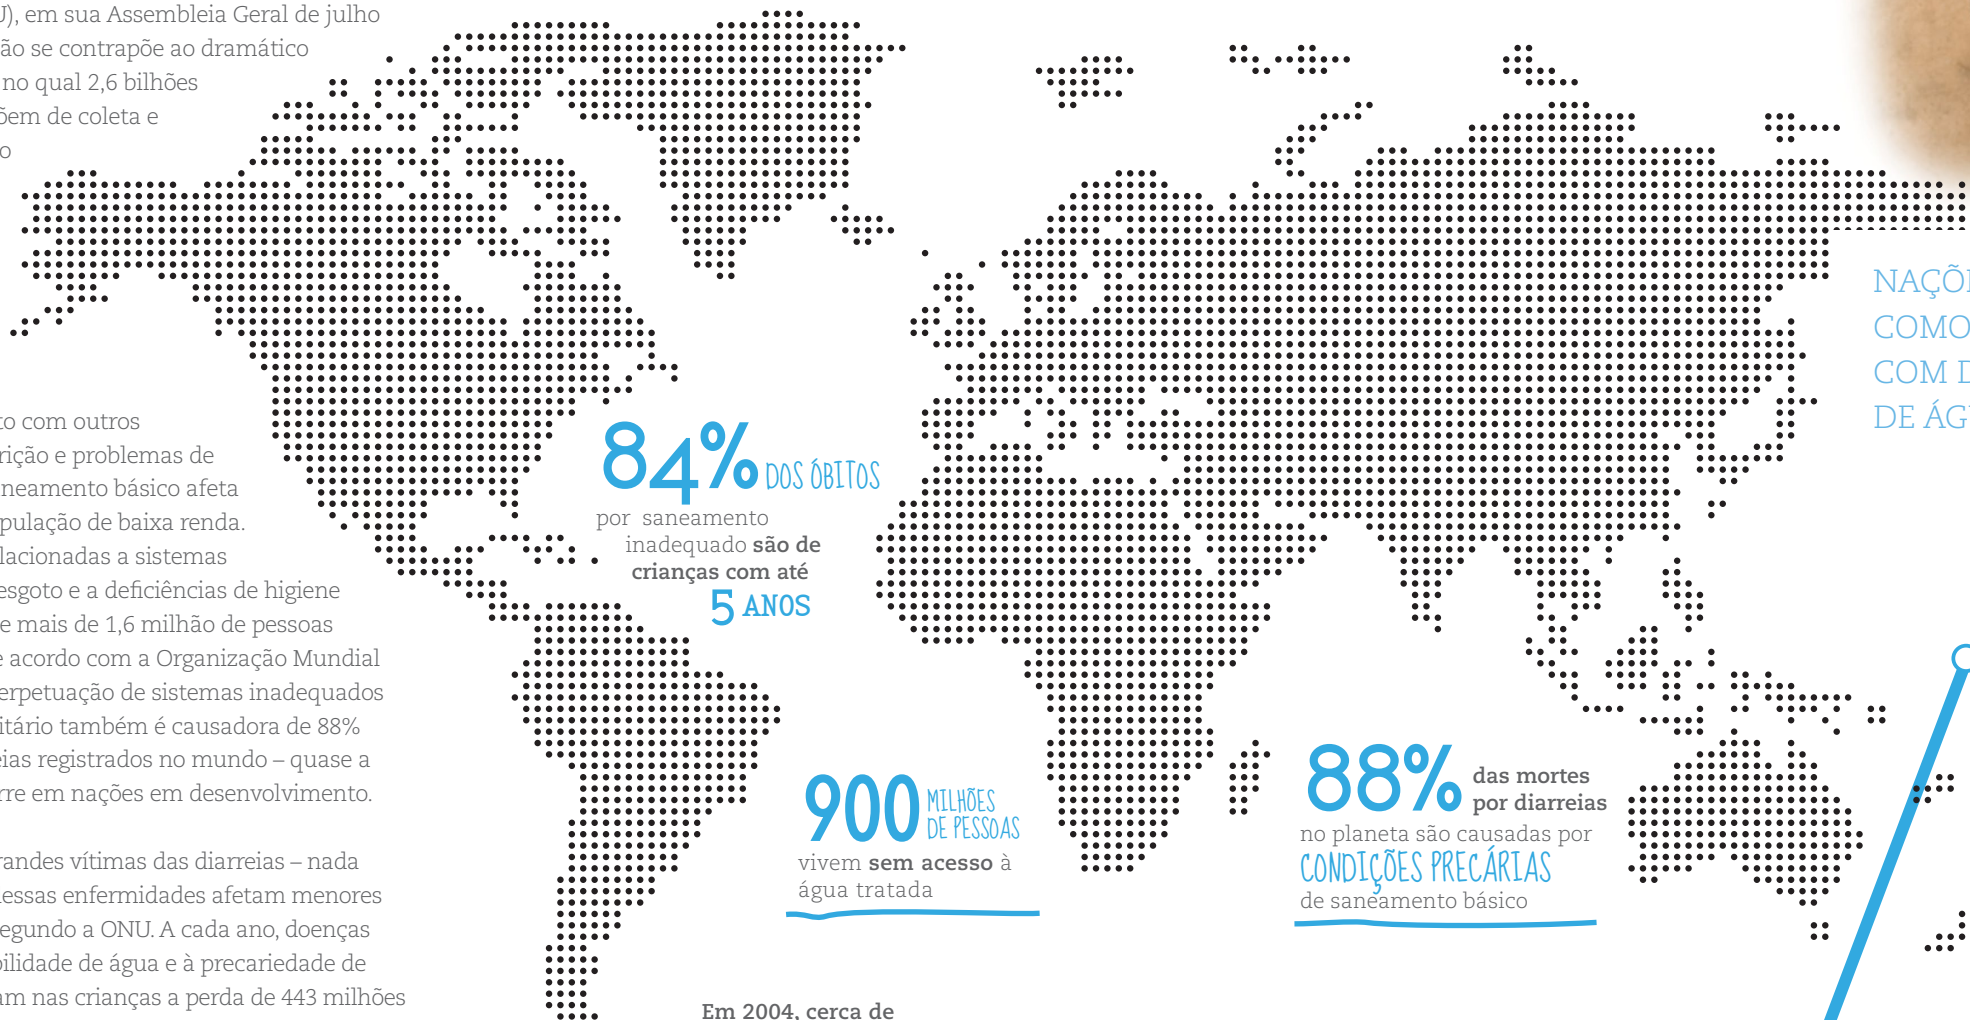 U), em sua Assembleia Geral de julho
ão se contrapõe ao dramático
no qual 2,6 bilhões
õem de coleta e
o
to com outros
rição e problemas de
neamento básico afeta
pulação de baixa renda.
lacionadas a sistemas
esgoto e a deficiências de higiene
e mais de 1,6 milhão de pessoas
e acordo com a Organização Mundial
erpetuação de sistemas inadequados
itário também é causadora de 88%
eias registrados no mundo – quase a
rre em nações em desenvolvimento.
randes vítimas das diarreias – nada
essas enfermidades afetam menores
egundo a ONU. A cada ano, doenças
bilidade de água e à precariedade de
am nas crianças a perda de 443 milhões
84% DOS ÓBITOS
por saneamento
inadequado são de
crianças com até
5 ANOS
900 MILHÕES
DE PESSOAS
vivem sem acesso à
água tratada
88% das mortes
por diarreias
no planeta são causadas por
CONDIÇÕES PRECÁRIAS
de saneamento básico
Em 2004, cerca de
NAÇÕE
COMO
COM D
DE ÁG